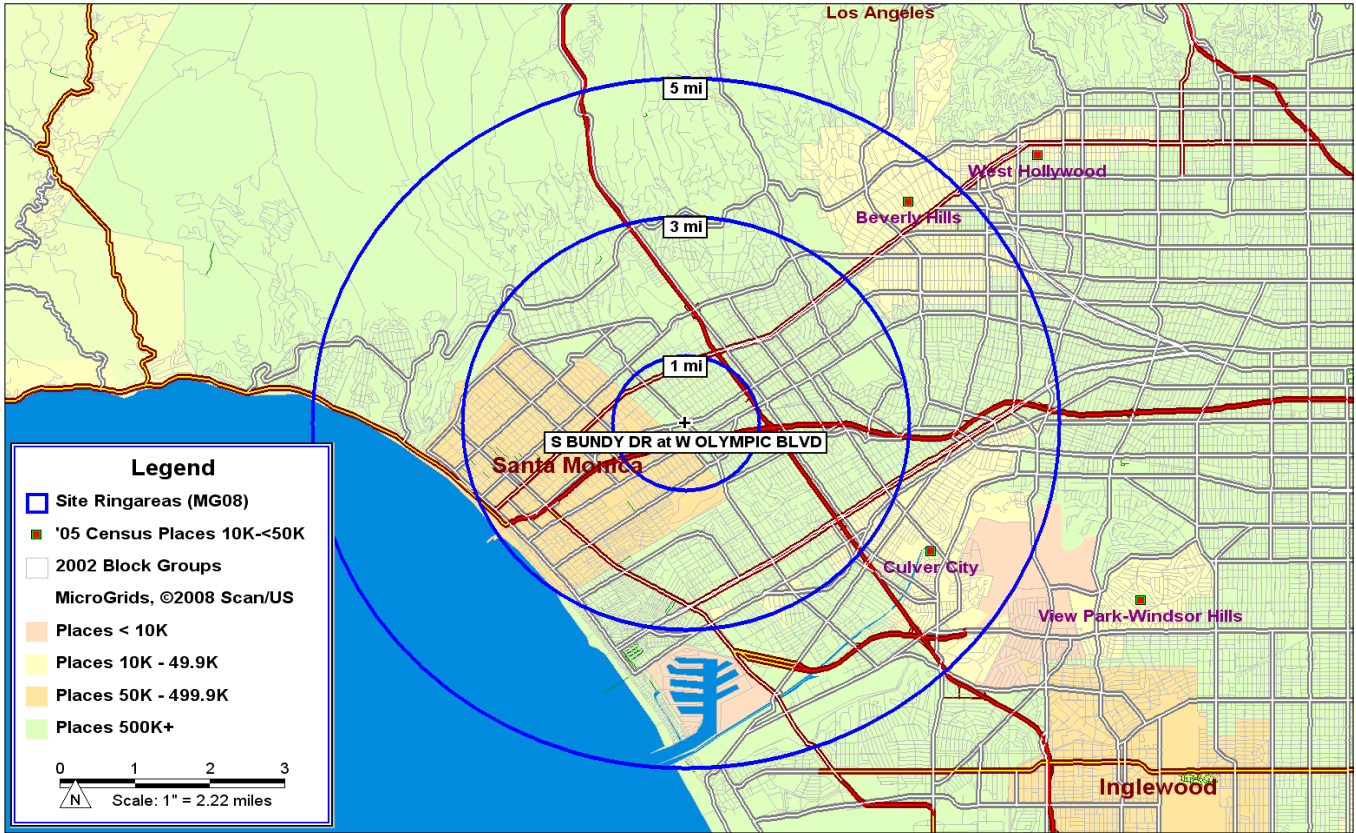 Los Angeles
5 mi
West Hollywood
Beverly Hills
3 mi
1 mi
S BUNDY DR at W OLYMPIC BLVD
Santa Monica
Culver City
View Park-Windsor Hills
Inglewood
Legend
Site Ringareas (MG08)
'05 Census Places 10K-<50K
2002 Block Groups
MicroGrids, ©2008 Scan/US
Places < 10K
Places 10K - 49.9K
Places 50K - 499.9K
Places 500K+
0 1 2 3
N
Scale: 1" = 2.22 miles